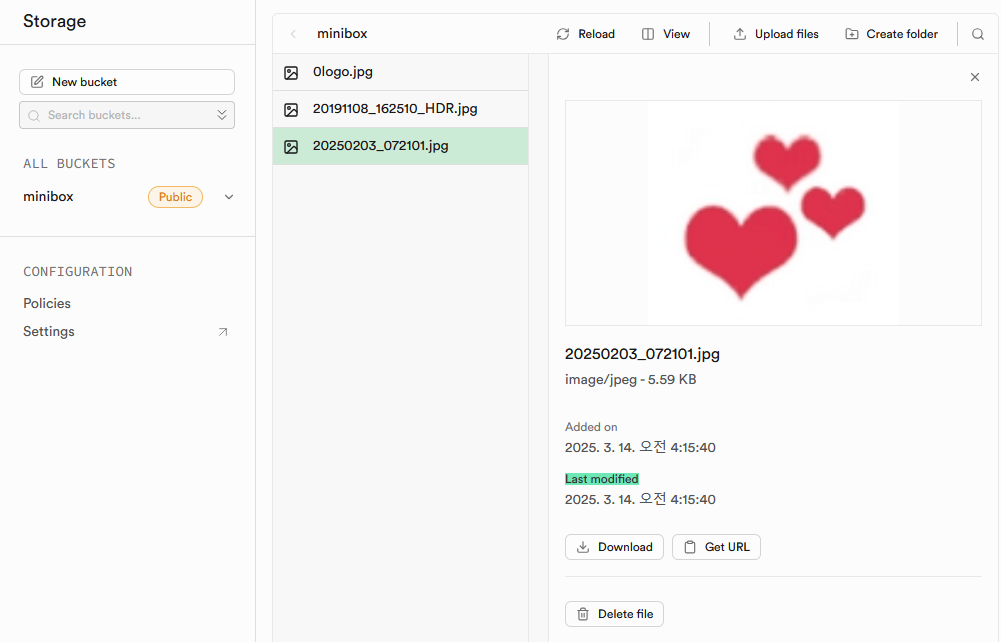 Storage
New bucket
Search buckets...
ALL BUCKETS
minibox Public
CONFIGURATION
Policies
Settings
minibox Reload View Upload files Create folder
0logo.jpg
20191108_162510_HDR.jpg
20250203_072101.jpg
20250203_072101.jpg
image/jpeg - 5.59 KB
Added on
2025. 3. 14. 오전 4:15:40
Last modified
2025. 3. 14. 오전 4:15:40
Download Get URL
Delete file